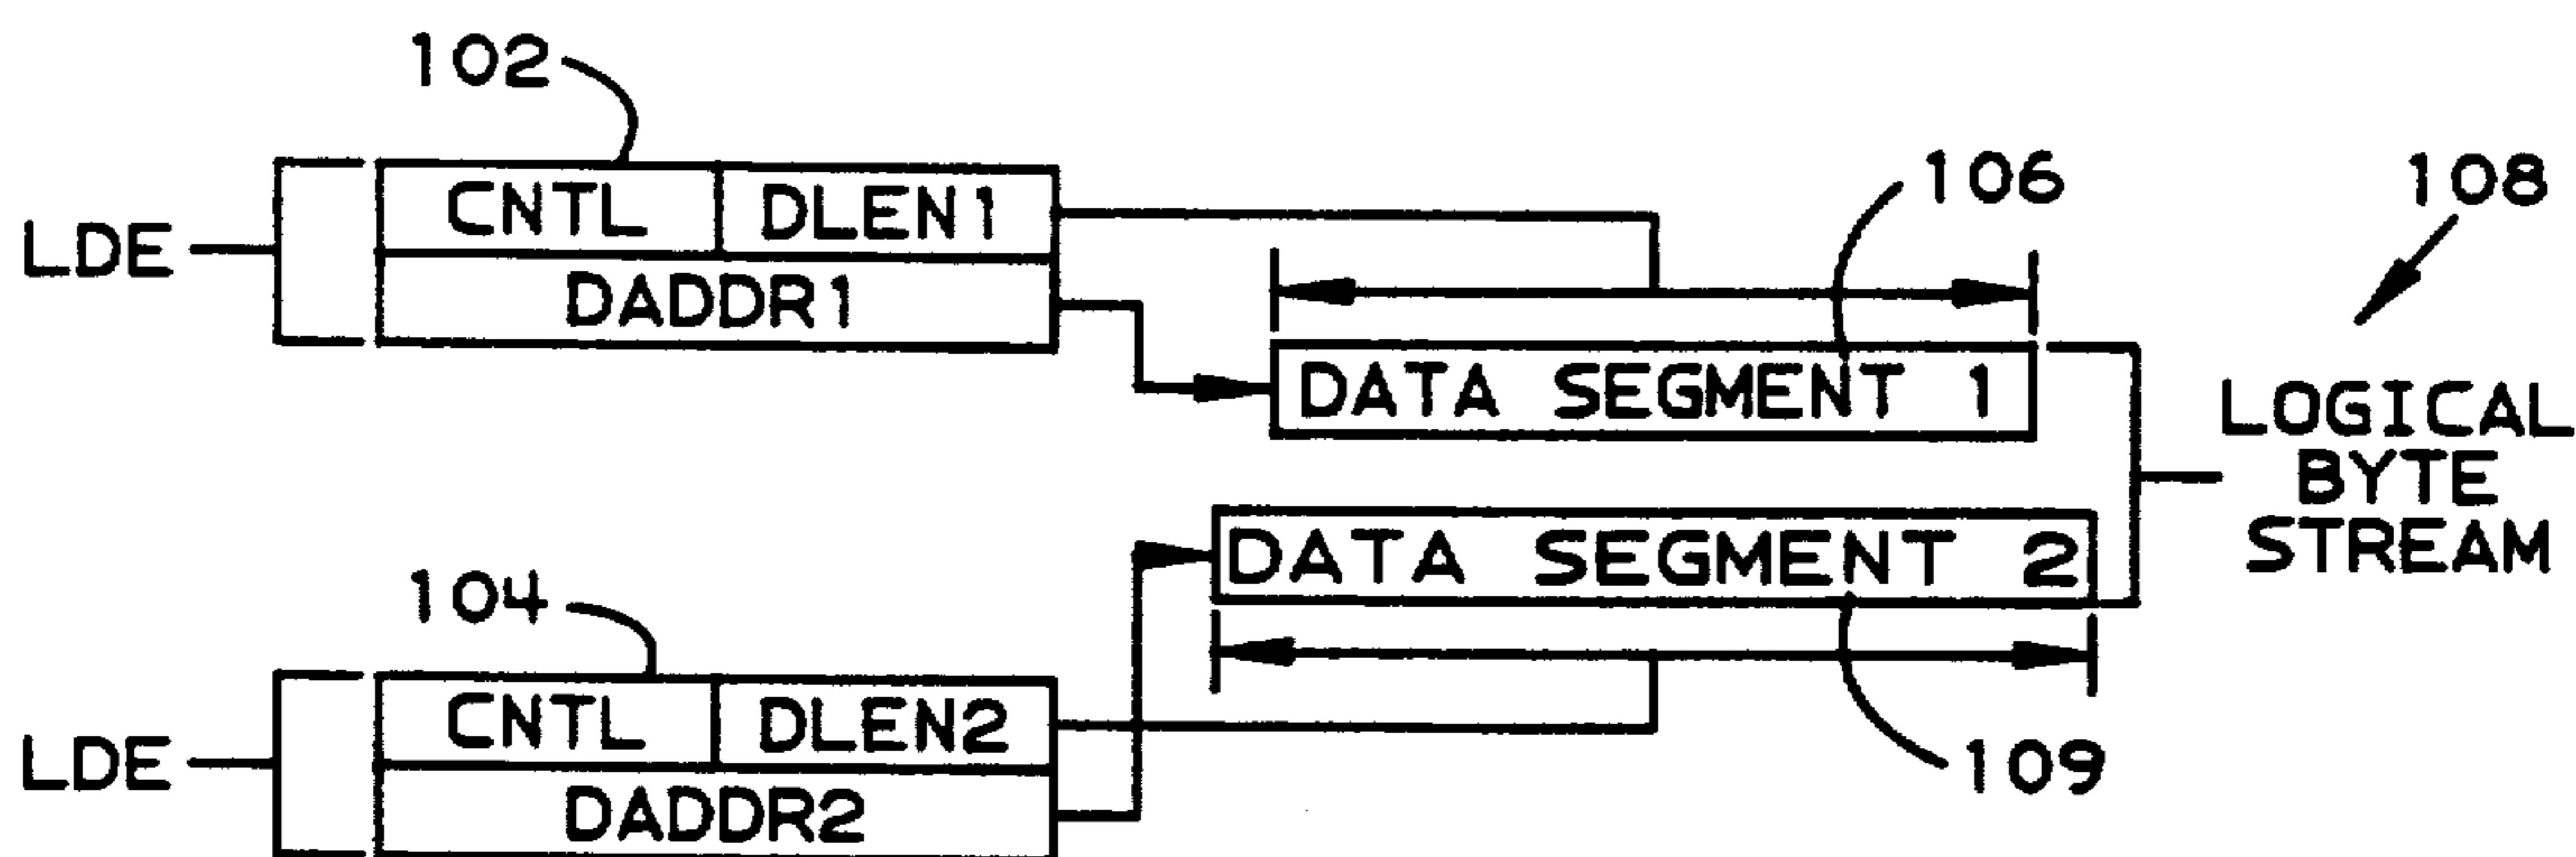 102
CNTL DLEN1
LDE
DADDR1
106
108
DATA SEGMENT 1
LOGICAL
BYTE
STREAM
DATA SEGMENT 2
104
CNTL DLEN2
LDE
DADDR2
109